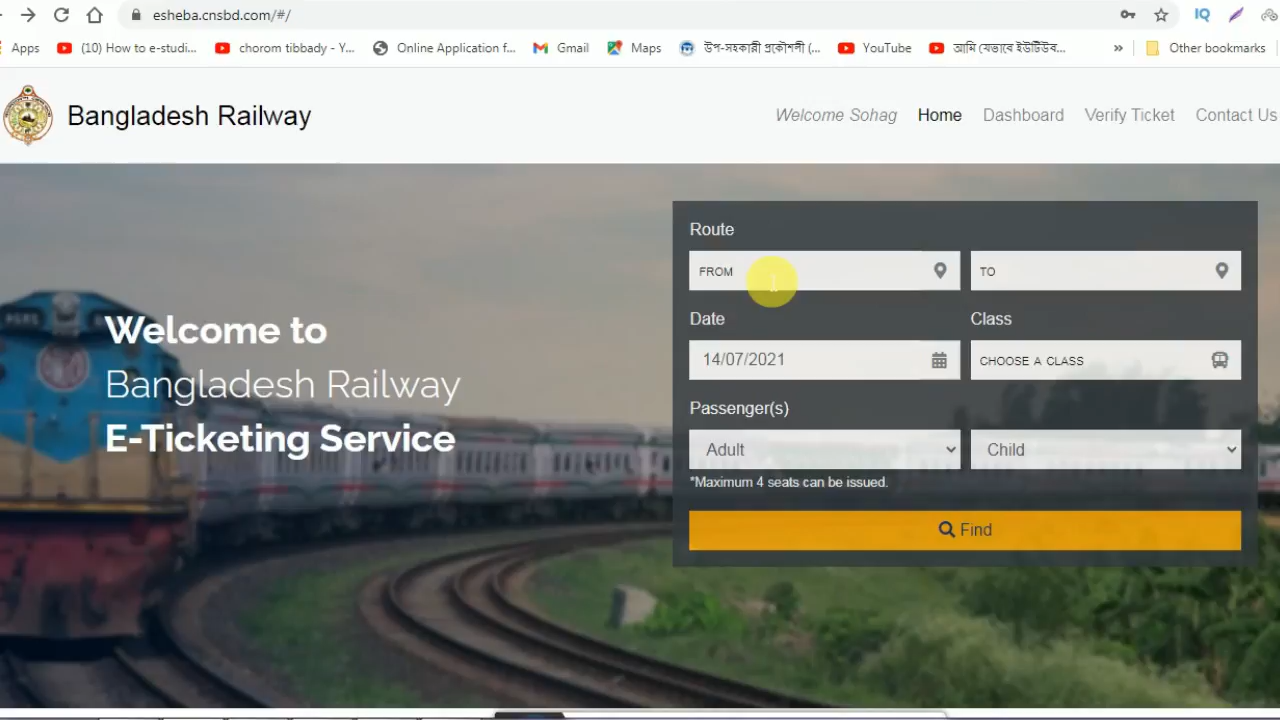 esheba.cnsbd.com/#/
Apps
(10) How to e-studi...
chorom tibbady - Y...
Online Application f...
Gmail
Maps
উপ-সহকারী প্রকৌশলী (...
YouTube
আমি যেভাবে ইউটিউব...
»
Other bookmarks
Bangladesh Railway
Welcome Sohag
Home
Dashboard
Verify Ticket
Contact Us
Welcome to
Bangladesh Railway
E-Ticketing Service
Route
FROM
TO
Date
Class
14/07/2021
CHOOSE A CLASS
Passenger(s)
Adult
Child
*Maximum 4 seats can be issued.
Find